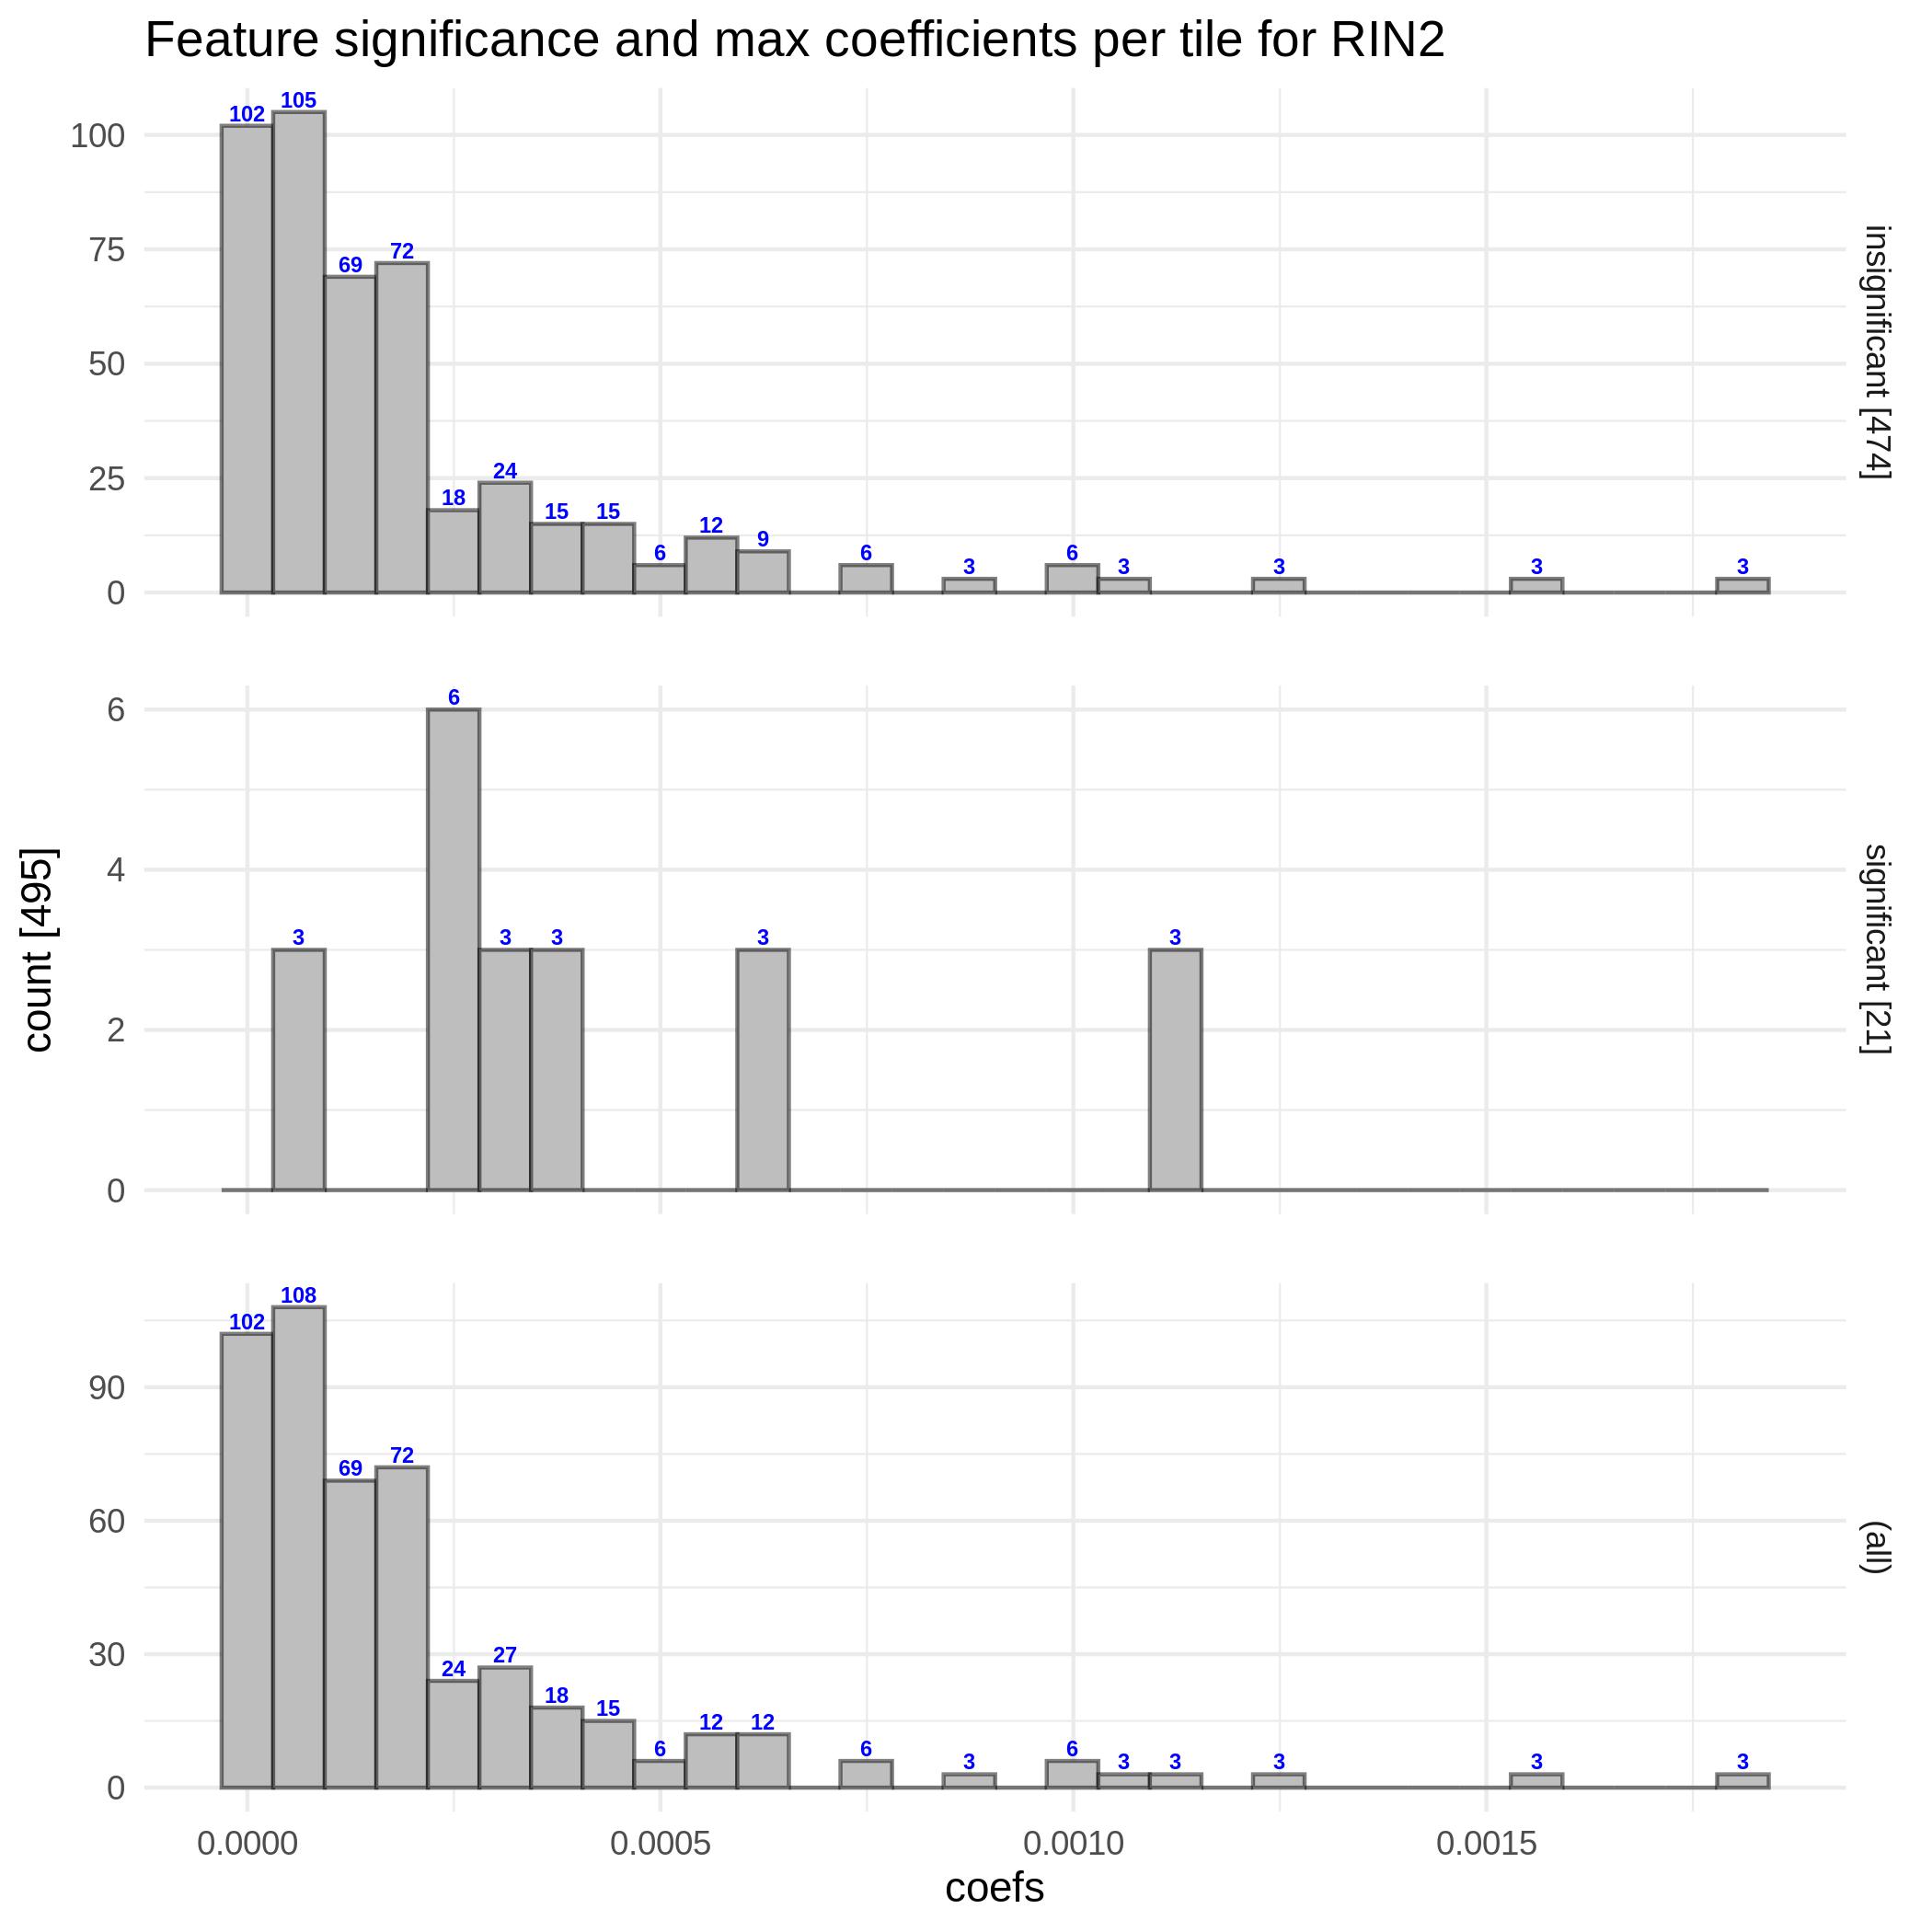 Feature significance and max coefficients per tile for RIN2
102 105 69 72 18 24 15 15 6 12 9 6 3 6 3 3 3 3
100
75
50
25
0
insignificant [474]
3 6 3 3 3 3
6
4
2
0
significant [21]
count [495]
102 108 69 72 24 27 18 15 6 12 12 6 3 6 3 3 3 3 3
90
60
30
0
(all)
0.0000 0.0005 0.0010 0.0015
coefs